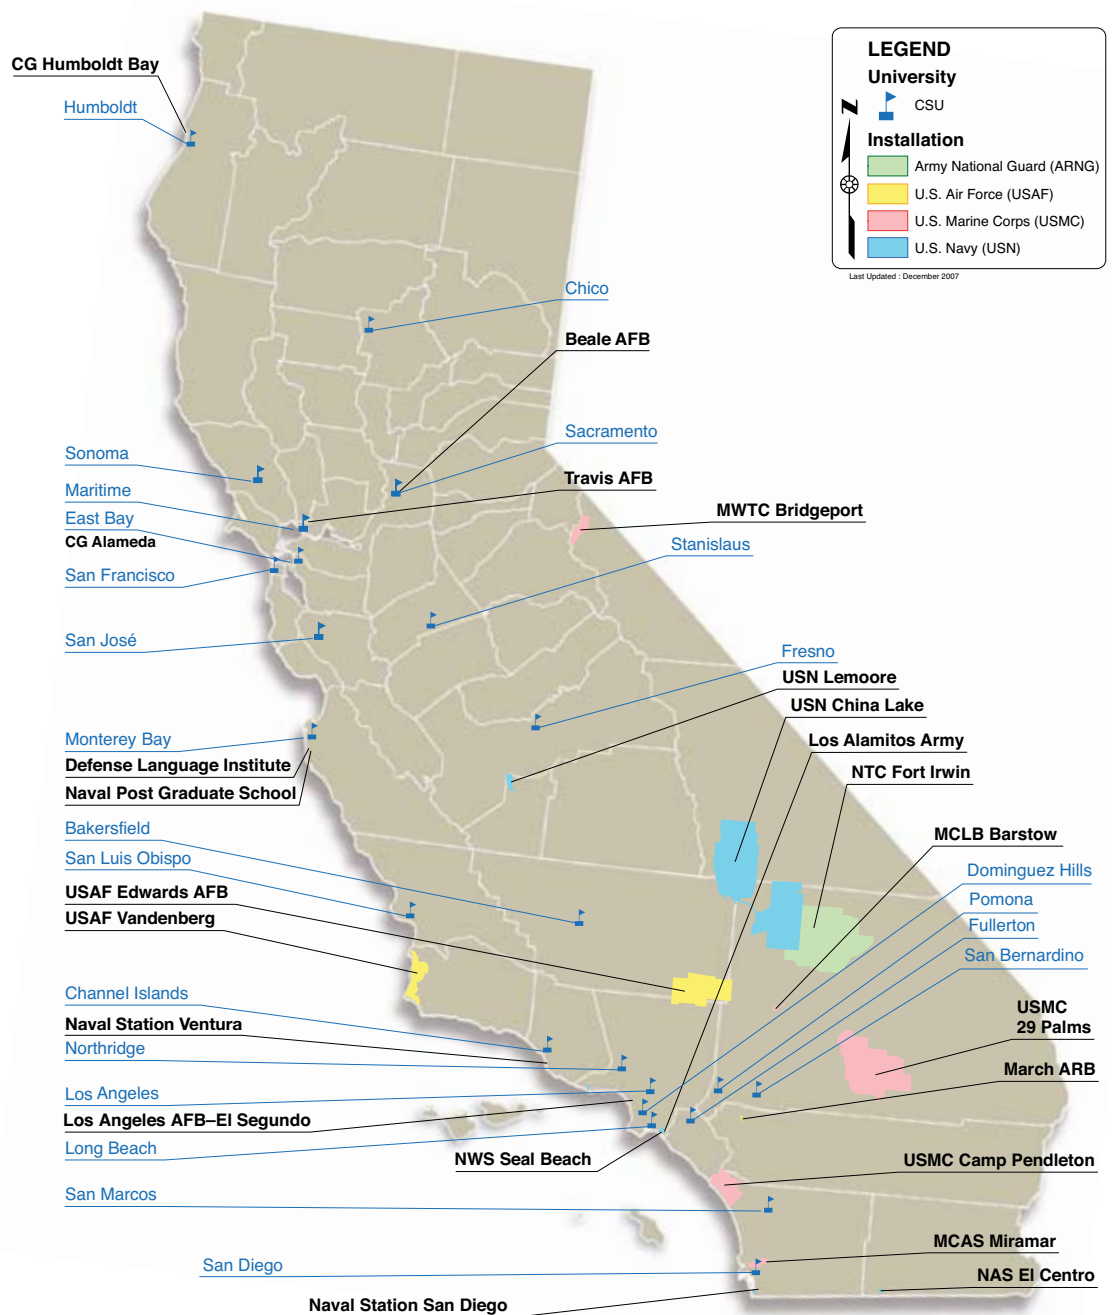 CG Humboldt Bay
Humboldt
LEGEND
University
CSU
N
Installation
Army National Guard (ARNG)
U.S. Air Force (USAF)
U.S. Marine Corps (USMC)
U.S. Navy (USN)
Last Updated : December 2007
Chico
Beale AFB
Sacramento
Sonoma
Travis AFB
Maritime
MWTC Bridgeport
East Bay
CG Alameda
Stanislaus
San Francisco
San José
Fresno
USN Lemoore
USN China Lake
Monterey Bay
Los Alamitos Army
Defense Language Institute
NTC Fort Irwin
Naval Post Graduate School
Bakersfield
MCLB Barstow
San Luis Obispo
Dominguez Hills
USAF Edwards AFB
Pomona
USAF Vandenberg
Fullerton
San Bernardino
Channel Islands
USMC
29 Palms
Naval Station Ventura
Northridge
March ARB
Los Angeles
Los Angeles AFB–El Segundo
Long Beach
NWS Seal Beach
USMC Camp Pendleton
San Marcos
MCAS Miramar
San Diego
NAS El Centro
Naval Station San Diego